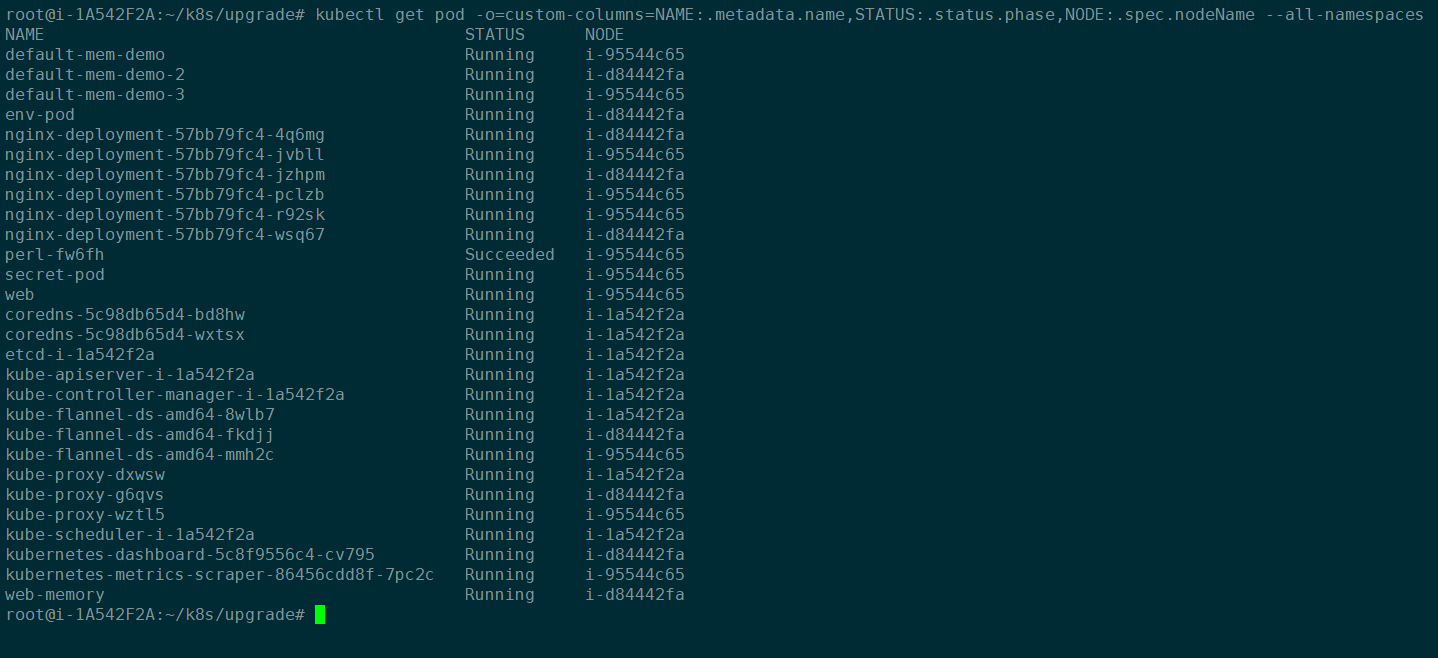 root@i-1A542F2A:~/k8s/upgrade# kubectl get pod -o=custom-columns=NAME:.metadata.name,STATUS:.status.phase,NODE:.spec.nodeName --all-namespaces
NAME STATUS NODE
default-mem-demo Running i-95544c65
default-mem-demo-2 Running i-d84442fa
default-mem-demo-3 Running i-95544c65
env-pod Running i-d84442fa
nginx-deployment-57bb79fc4-4q6mg Running i-d84442fa
nginx-deployment-57bb79fc4-jvbll Running i-95544c65
nginx-deployment-57bb79fc4-jzhpm Running i-d84442fa
nginx-deployment-57bb79fc4-pclzb Running i-95544c65
nginx-deployment-57bb79fc4-r92sk Running i-95544c65
nginx-deployment-57bb79fc4-wsq67 Running i-d84442fa
perl-fw6fh Succeeded i-95544c65
secret-pod Running i-95544c65
web Running i-95544c65
coredns-5c98db65d4-bd8hw Running i-1a542f2a
coredns-5c98db65d4-wxtsx Running i-1a542f2a
etcd-i-1a542f2a Running i-1a542f2a
kube-apiserver-i-1a542f2a Running i-1a542f2a
kube-controller-manager-i-1a542f2a Running i-1a542f2a
kube-flannel-ds-amd64-8wlb7 Running i-1a542f2a
kube-flannel-ds-amd64-fkdjj Running i-d84442fa
kube-flannel-ds-amd64-mmh2c Running i-95544c65
kube-proxy-dxwsw Running i-1a542f2a
kube-proxy-g6qvs Running i-d84442fa
kube-proxy-wztl5 Running i-95544c65
kube-scheduler-i-1a542f2a Running i-1a542f2a
kubernetes-dashboard-5c8f9556c4-cv795 Running i-d84442fa
kubernetes-metrics-scraper-86456cdd8f-7pc2c Running i-95544c65
web-memory Running i-d84442fa
root@i-1A542F2A:~/k8s/upgrade#